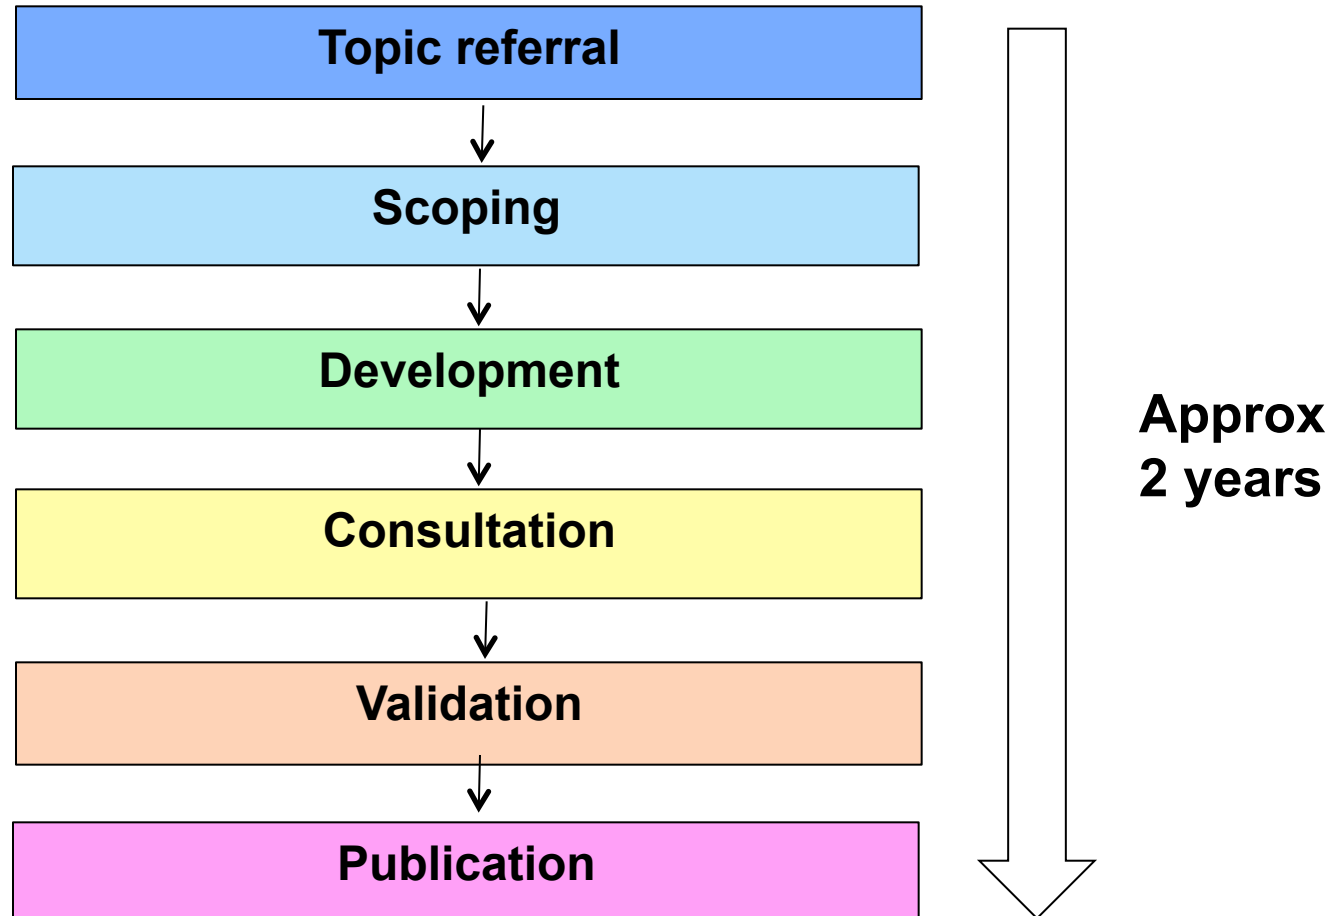 Topic referral
Scoping
Development
Consultation
Validation
Publication
Approx
2 years